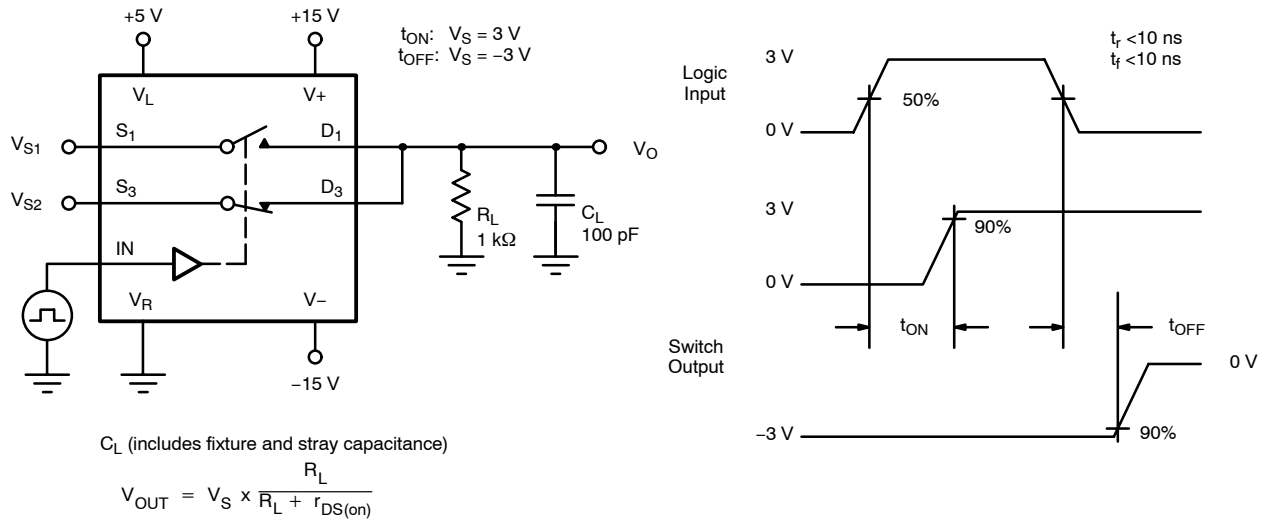 +5 V
+15 V
tON: VS = 3 V
tOFF: VS = −3 V
VL
V+
VS1
S1
D1
VO
VS2
S3
D3
RL
1 kΩ
CL
100 pF
IN
VR
V−
−15 V
CL (includes fixture and stray capacitance)
VOUT = VS x RL / RL + rDS(on)
Logic
Input
3 V
0 V
50%
tr <10 ns
tf <10 ns
3 V
0 V
90%
tON
tOFF
Switch
Output
0 V
−3 V
90%